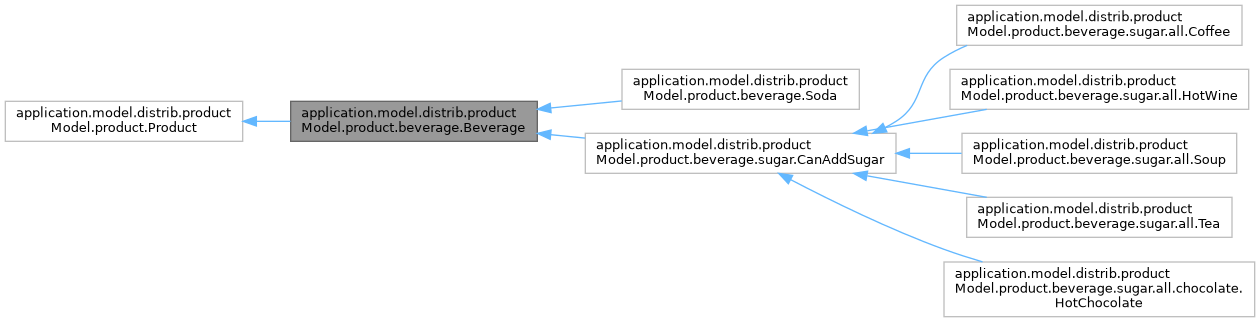 application.model.distrib.product
Model.product.Product
application.model.distrib.product
Model.product.beverage.Beverage
application.model.distrib.product
Model.product.beverage.Soda
application.model.distrib.product
Model.product.beverage.sugar.CanAddSugar
application.model.distrib.product
Model.product.beverage.sugar.all.Coffee
application.model.distrib.product
Model.product.beverage.sugar.all.HotWine
application.model.distrib.product
Model.product.beverage.sugar.all.Soup
application.model.distrib.product
Model.product.beverage.sugar.all.Tea
application.model.distrib.product
Model.product.beverage.sugar.all.chocolate.
HotChocolate